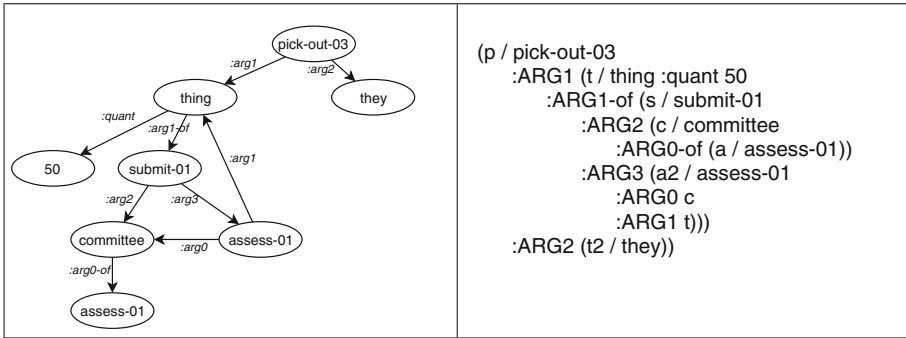 pick-out-03
:arg1
:arg2
thing
they
:quant
:arg1-of
:arg1
50
submit-01
:arg2
:arg3
committee
:arg0
assess-01
:arg0-of
assess-01
(p / pick-out-03
:ARG1 (t / thing :quant 50
:ARG1-of (s / submit-01
:ARG2 (c / committee
:ARG0-of (a / assess-01))
:ARG3 (a2 / assess-01
:ARG0 c
:ARG1 t)))
:ARG2 (t2 / they))